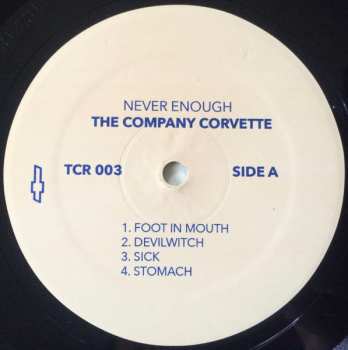 NEVER ENOUGH
THE COMPANY CORVETTE
TCR 003 SIDE A
1. FOOT IN MOUTH
2. DEVILWITCH
3. SICK
4. STOMACH